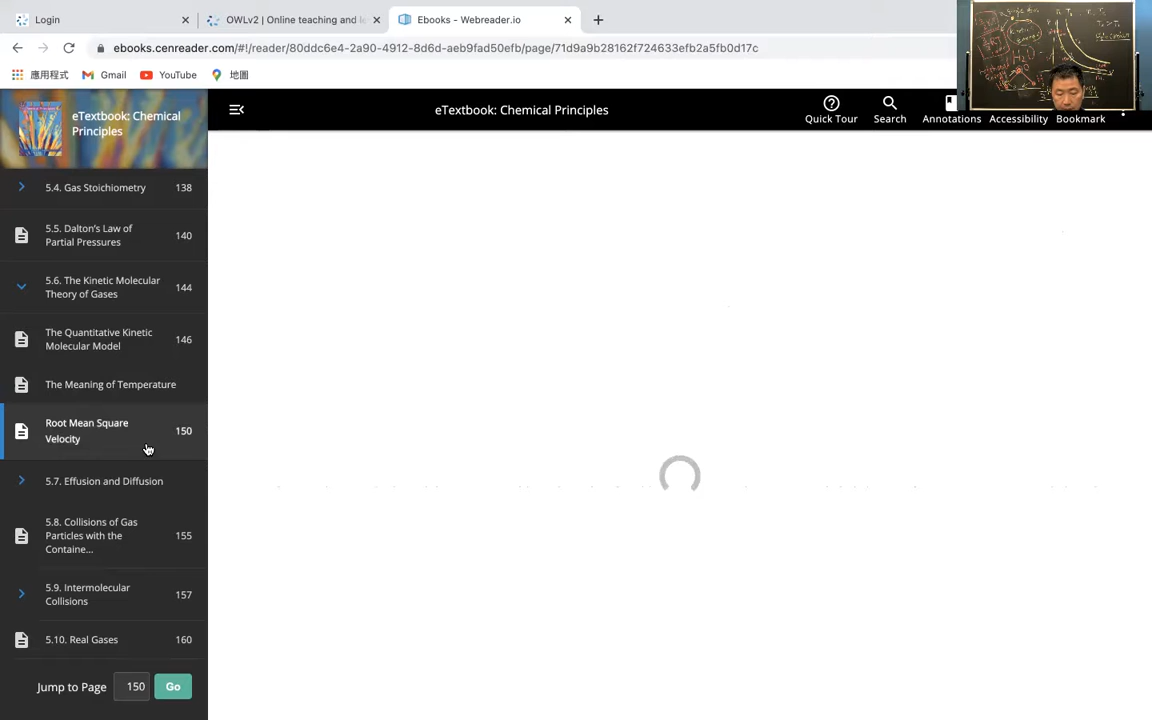 Login
OWLv2 | Online teaching and le
Ebooks - Webreader.io
ebooks.cenreader.com/#!/reader/80ddc6e4-2a90-4912-8d6d-aeb9fad50efb/page/71d9a9b28162f724633efb2a5fb0d17c
應用程式
Gmail
YouTube
地圖
eTextbook: Chemical
Principles
eTextbook: Chemical Principles
Quick Tour
Search
Annotations
Accessibility
Bookmark
5.4. Gas Stoichiometry 138
5.5. Dalton's Law of
Partial Pressures 140
5.6. The Kinetic Molecular
Theory of Gases 144
The Quantitative Kinetic
Molecular Model 146
The Meaning of Temperature
Root Mean Square
Velocity 150
5.7. Effusion and Diffusion
5.8. Collisions of Gas
Particles with the
Containe... 155
5.9. Intermolecular
Collisions 157
5.10. Real Gases 160
Jump to Page 150 Go